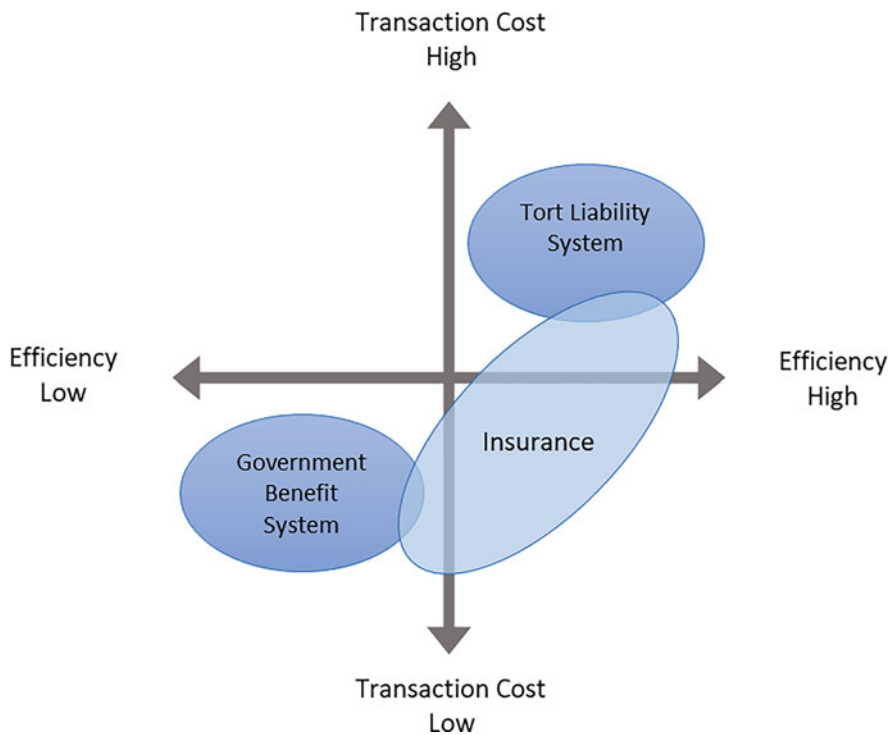 Transaction Cost
High
Tort Liability
System
Efficiency
Low
Efficiency
High
Insurance
Government
Benefit
System
Transaction Cost
Low